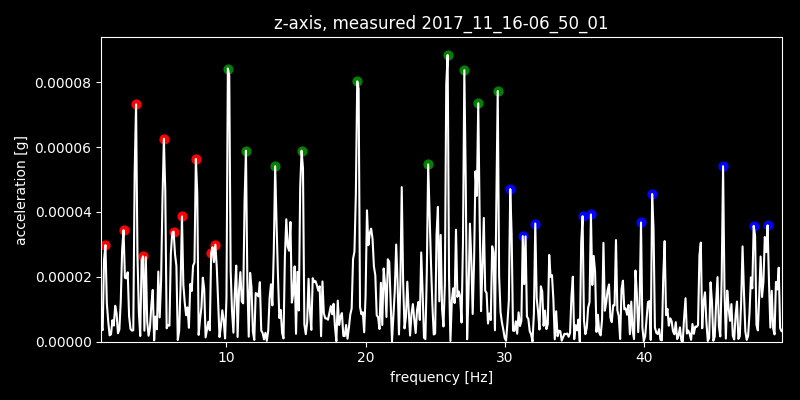 z-axis, measured 2017_11_16-06_50_01
acceleration [g]
0.00008
0.00006
0.00004
0.00002
0.00000
10 20 30 40
frequency [Hz]